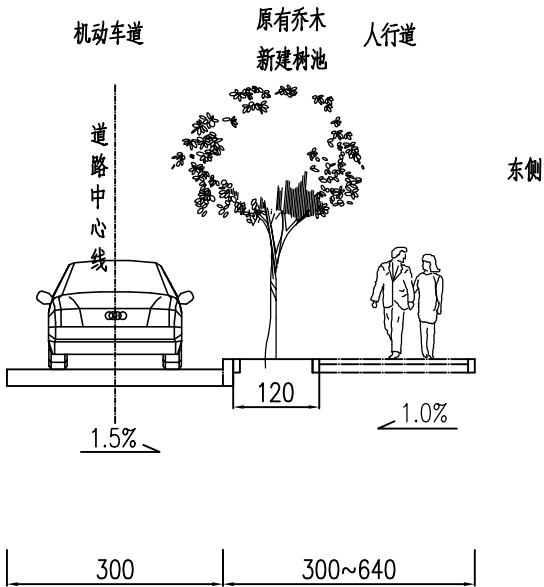 机动车道
原有乔木
新建树池
人行道
道路中心线
东侧
120
1.5%
1.0%
300
300~640